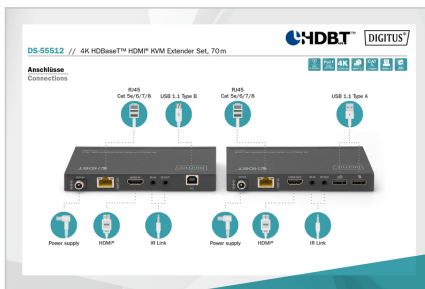 HDBT
DIGITUS®
DS-55512 // 4K HDBaseT™ HDMI® KVM Extender Set, 70 m
Anschlüsse
Connections
RJ45
Cat 5e/6/7/8
USB 1.1 Type B
RJ45
Cat 5e/6/7/8
USB 1.1 Type A
Power supply
HDMI®
IR Link
Power supply
HDMI®
IR Link